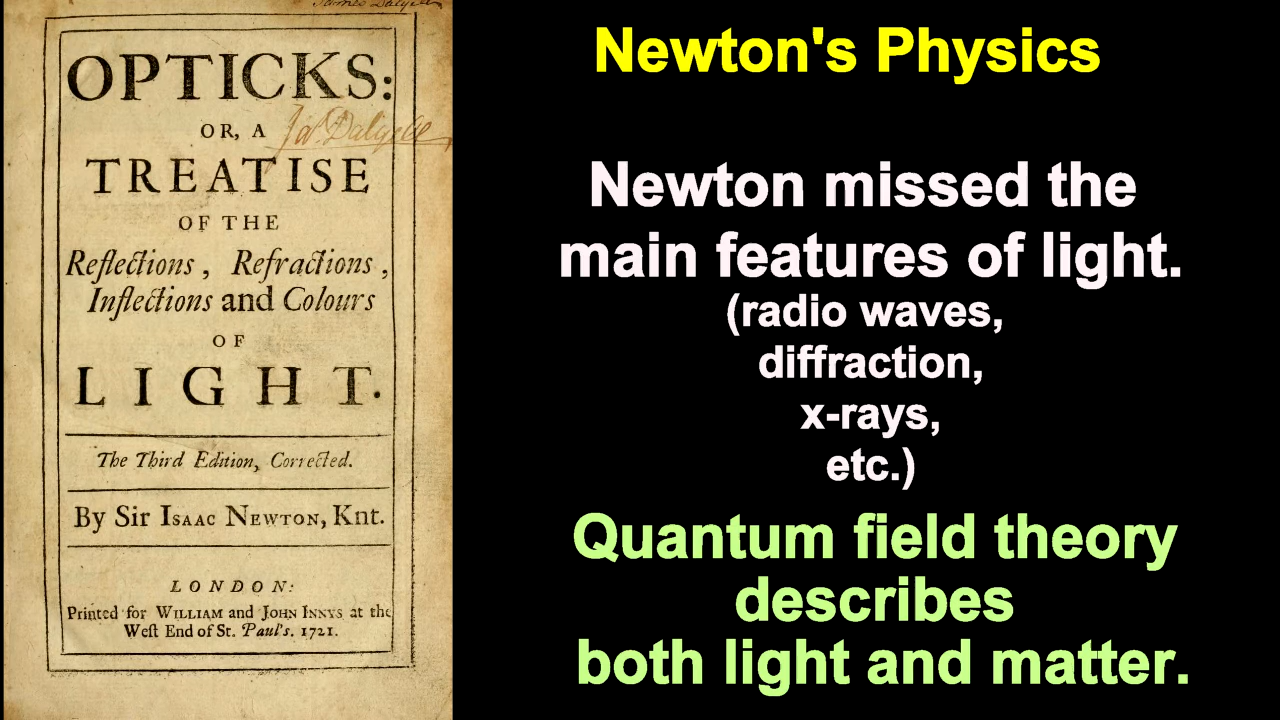 OPTICKS:
OR, A
TREATISE
OF THE
Reflections, Refractions,
Inflections and Colours
OF
LIGHT.
The Third Edition, Corrected.
By Sir ISAAC NEWTON, Knt.
LONDON:
Printed for WILLIAM and JOHN INNYS at the
West End of St. Paul's. 1721.
Newton's Physics
Newton missed the
main features of light.
(radio waves,
diffraction,
x-rays,
etc.)
Quantum field theory
describes
both light and matter.